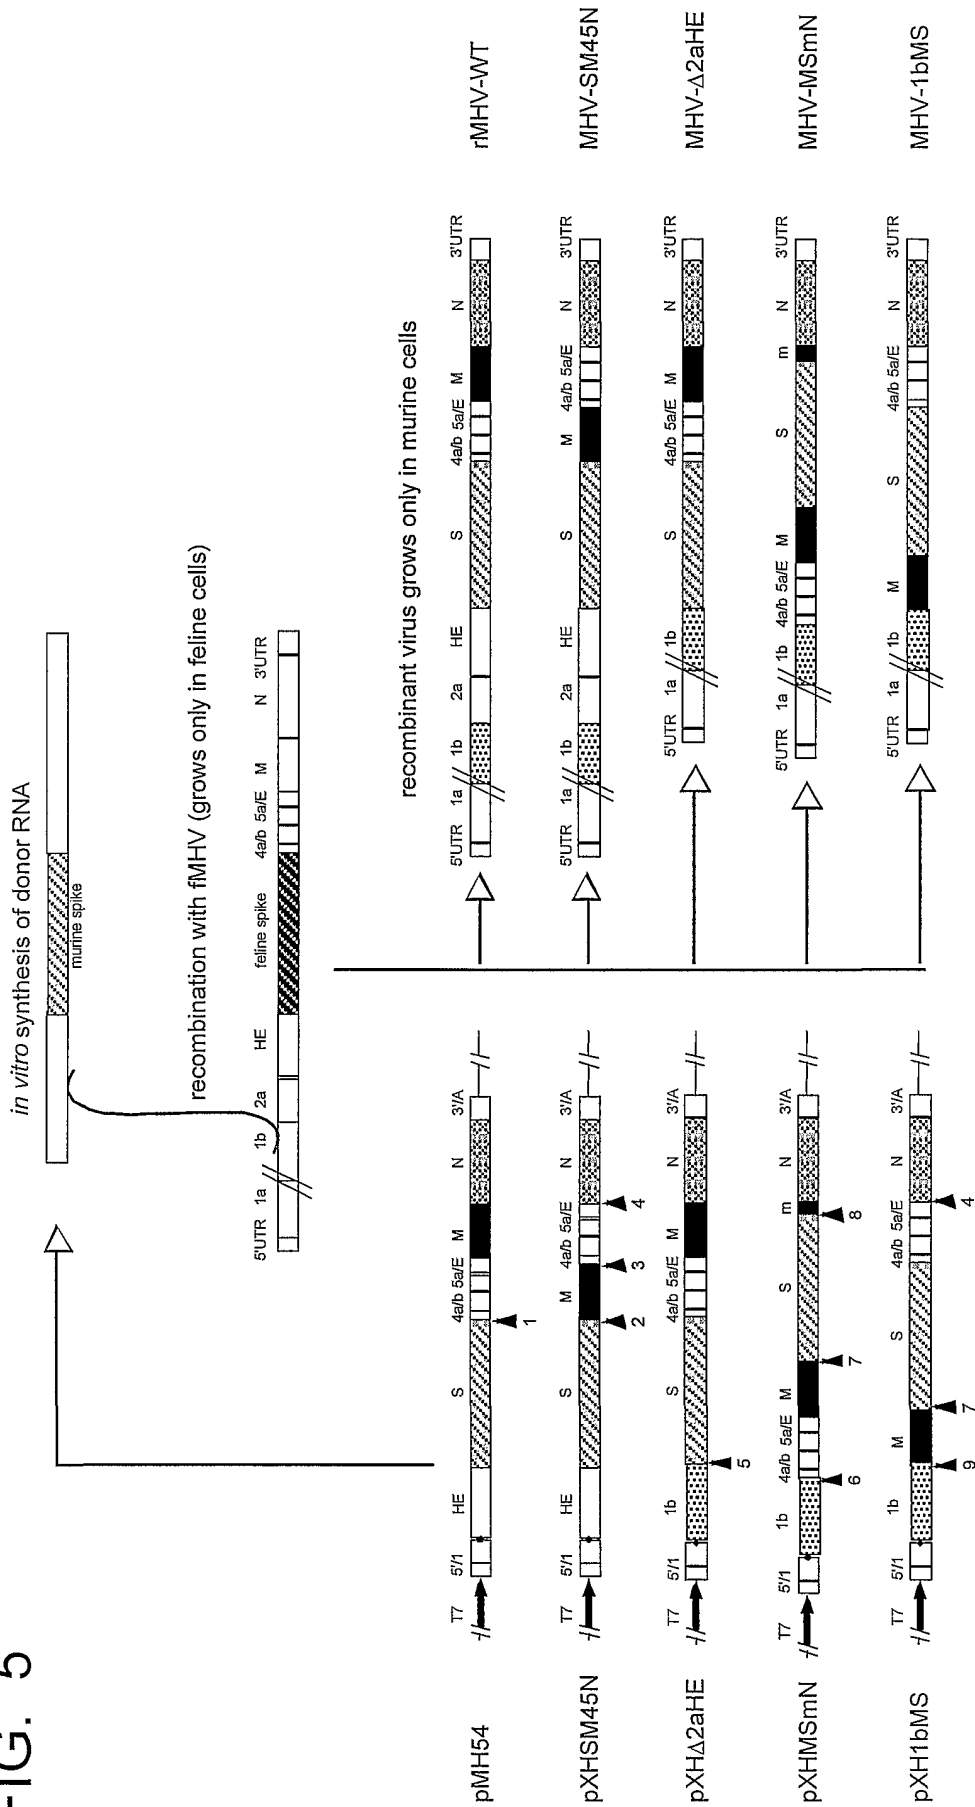 FIG. 5
in vitro synthesis of donor RNA
murine spike
recombination with fMHV (grows only in feline cells)
5'UTR 1a 1b 2a HE feline spike 4a/b 5a/E M N 3'UTR
recombinant virus grows only in murine cells
pMH54
T7 5'/1 HE S 4a/b 5a/E M N 3'/A
1
5'UTR 1a 1b 2a HE S 4a/b 5a/E M N 3'UTR
rMHV-WT
pXHSM45N
T7 5'/1 HE S M 4a/b 5a/E N 3'/A
2 3 4
5'UTR 1a 1b 2a HE S M 4a/b 5a/E N 3'UTR
MHV-SM45N
pXHΔ2aHE
T7 5'/1 1b S 4a/b 5a/E M N 3'/A
5
5'UTR 1a 1b S 4a/b 5a/E M N 3'UTR
MHV-Δ2aHE
pXHMSmN
T7 5'/1 1b 4a/b 5a/E M S m N 3'/A
6 7 8
5'UTR 1a 1b 4a/b 5a/E M S m N 3'UTR
MHV-MSmN
pXH1bMS
T7 5'/1 1b M S 4a/b 5a/E N 3'/A
9 7 4
5'UTR 1a 1b M S 4a/b 5a/E N 3'UTR
MHV-1bMS